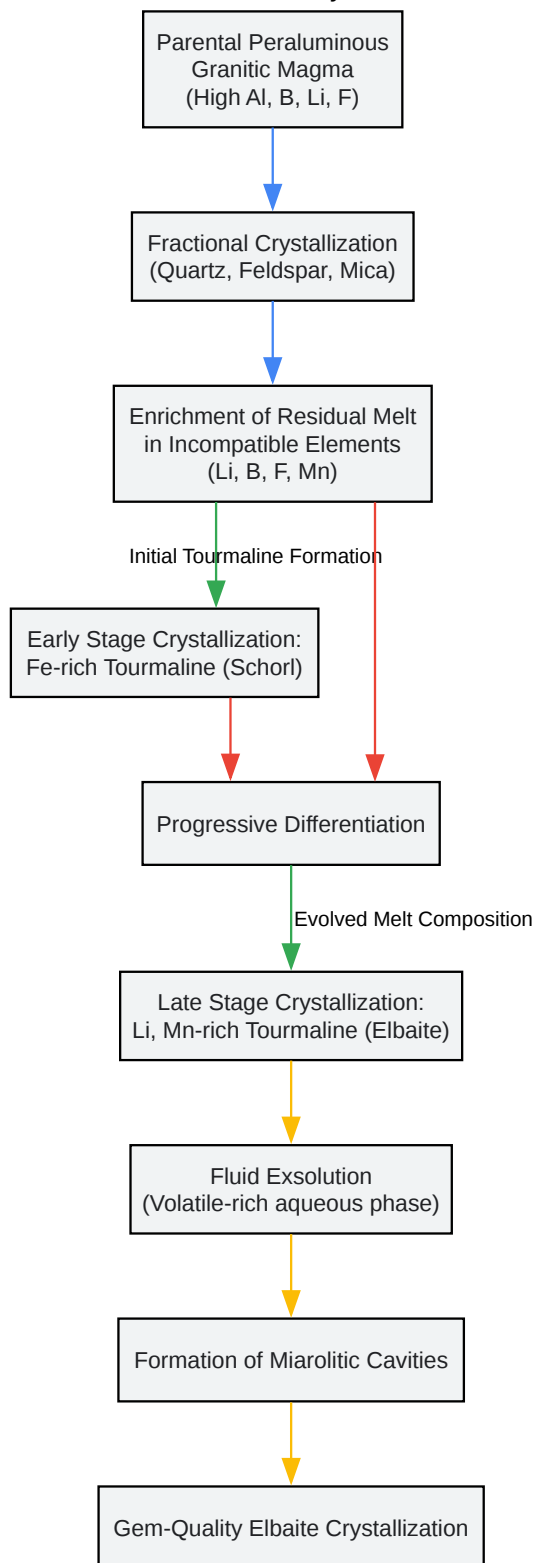 Parental Peraluminous
Granitic Magma
(High Al, B, Li, F)
Fractional Crystallization
(Quartz, Feldspar, Mica)
Enrichment of Residual Melt
in Incompatible Elements
(Li, B, F, Mn)
Initial Tourmaline Formation
Early Stage Crystallization:
Fe-rich Tourmaline (Schorl)
Progressive Differentiation
Evolved Melt Composition
Late Stage Crystallization:
Li, Mn-rich Tourmaline (Elbaite)
Fluid Exsolution
(Volatile-rich aqueous phase)
Formation of Miarolitic Cavities
Gem-Quality Elbaite Crystallization